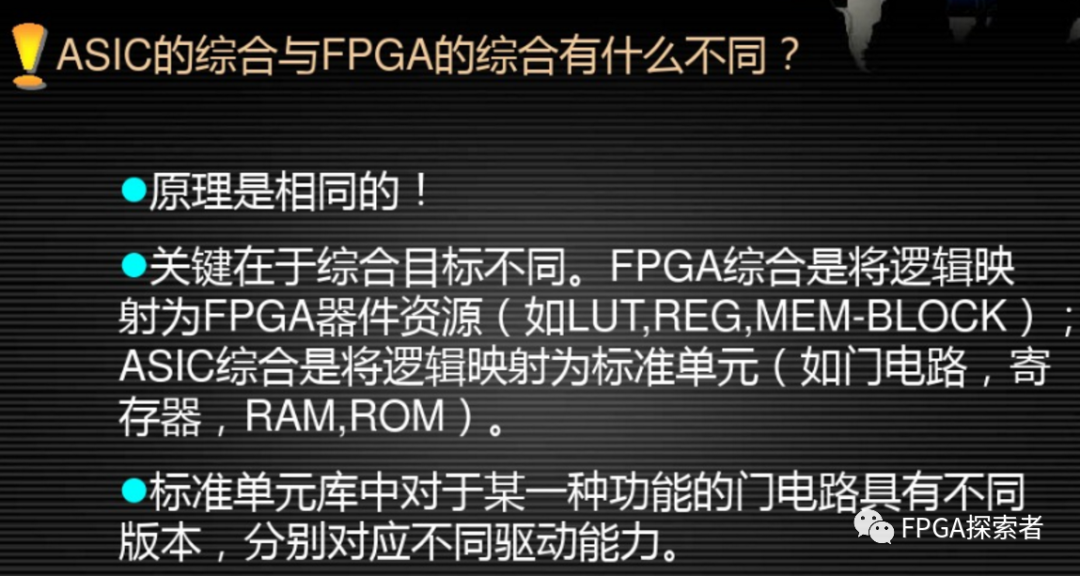 ASIC的综合与FPGA的综合有什么不同？
●原理是相同的！
●关键在于综合目标不同。FPGA综合是将逻辑映
射为FPGA器件资源（如LUT,REG,MEM-BLOCK）；
ASIC综合是将逻辑映射为标准单元（如门电路，寄
存器，RAM,ROM）。
●标准单元库中对于某一种功能的门电路具有不同
版本，分别对应不同驱动能力。
FPGA探索者